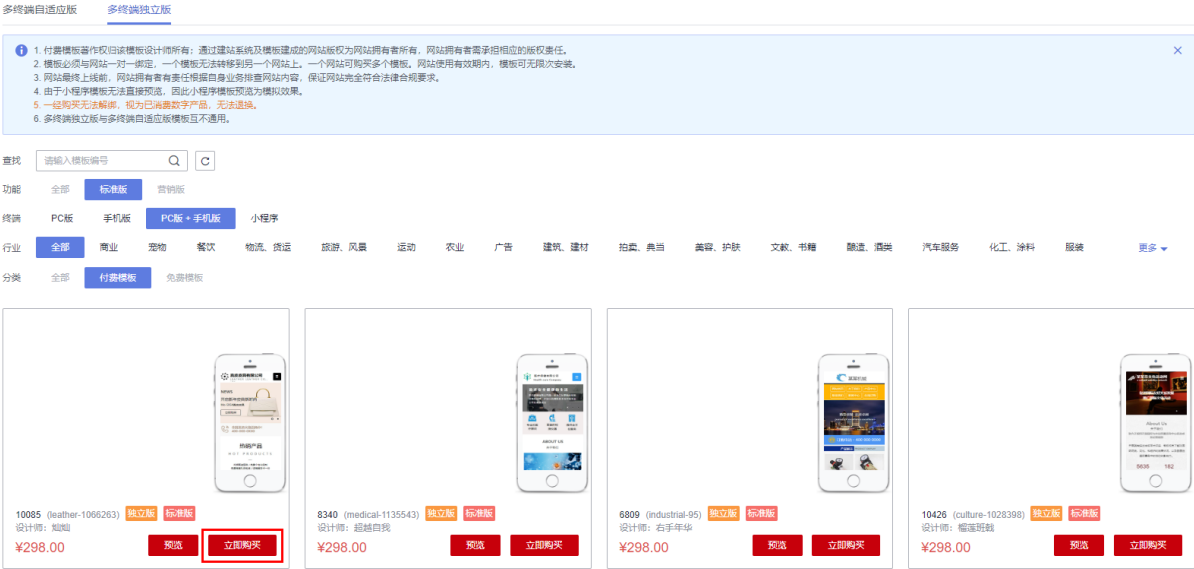 多终端自适应版 多终端独立版
1. 付费模板著作权归该模板设计师所有；通过建站系统及模板建成的网站版权为网站拥有者所有，网站拥有者需承担相应的版权责任。
2. 模板必须与网站一对一绑定，一个模板无法转移到另一个网站上。一个网站可购买多个模板。网站使用有效期内，模板可无限次安装。
3. 网站最终上线前，网站拥有者有责任根据自身业务排查网站内容，保证网站完全符合法律合规要求。
4. 由于小程序模板无法直接预览，因此小程序模板预览为模拟效果。
5. 一经购买无法解绑，视为已消费数字产品，无法退换。
6. 多终端独立版与多终端自适应版模板互不通用。
查找 请输入模板编号
功能 全部 标准版 营销版
终端 PC版 手机版 PC版 + 手机版 小程序
行业 全部 商业 宠物 餐饮 物流、货运 旅游、风景 运动 农业 广告 建筑、建材 拍卖、典当 美容、护肤 文教、书籍 酿造、酒类 汽车服务 化工、涂料 服装 更多
分类 全部 付费模板 免费模板
NEWS
热销产品
HOT PRODUCTS
ABOUT US
About Us
5635 162
10085 (leather-1066263) 独立版 标准版
设计师：灿灿
¥298.00 预览 立即购买
8340 (medical-1135543) 独立版 标准版
设计师：超越自我
¥298.00 预览 立即购买
6809 (industrial-95) 独立版 标准版
设计师：右手年华
¥298.00 预览 立即购买
10426 (culture-1028398) 独立版 标准版
设计师：榴莲班戟
¥298.00 预览 立即购买